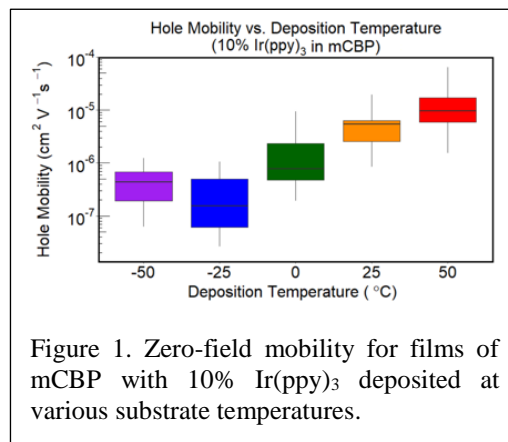 Hole Mobility vs. Deposition Temperature
(10% Ir(ppy)₃ in mCBP)
Hole Mobility (cm² V⁻¹s⁻¹)
10⁻⁴
10⁻⁵
10⁻⁶
10⁻⁷
-50 -25 0 25 50
Deposition Temperature ( °C)
Figure 1. Zero-field mobility for films of
mCBP with 10% Ir(ppy)₃ deposited at
various substrate temperatures.